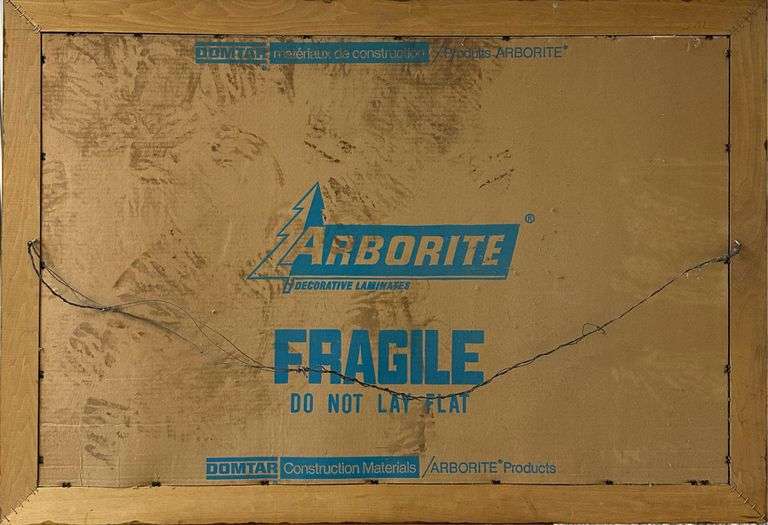 DOMTAR matériaux de construction / Produits ARBORITE®
ARBORITE®
DECORATIVE LAMINATES
FRAGILE
DO NOT LAY FLAT
DOMTAR Construction Materials / ARBORITE® Products